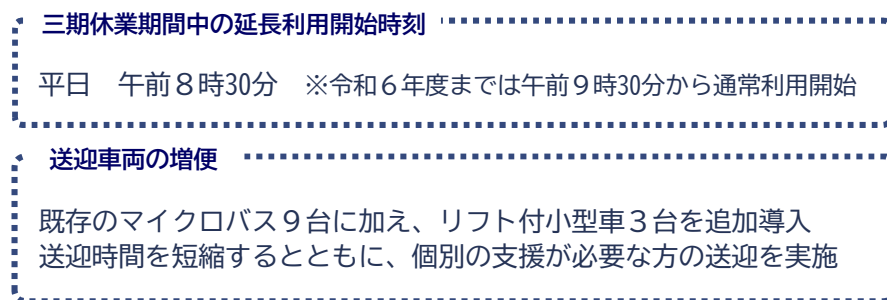 三期休業期間中の延長利用開始時刻
平日　午前８時30分　※令和６年度までは午前９時30分から通常利用開始
送迎車両の増便
既存のマイクロバス９台に加え、リフト付小型車３台を追加導入
送迎時間を短縮するとともに、個別の支援が必要な方の送迎を実施